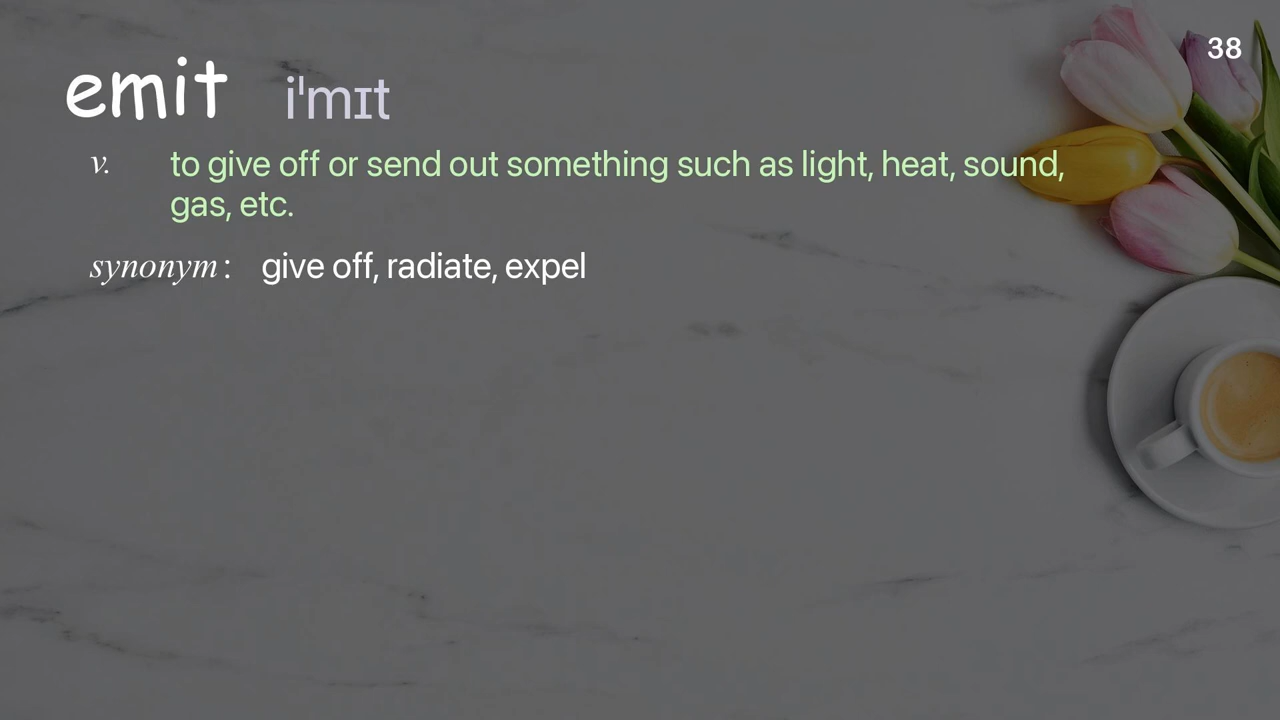 38
emit iˈmɪt
v. to give off or send out something such as light, heat, sound,
gas, etc.
synonym : give off, radiate, expel